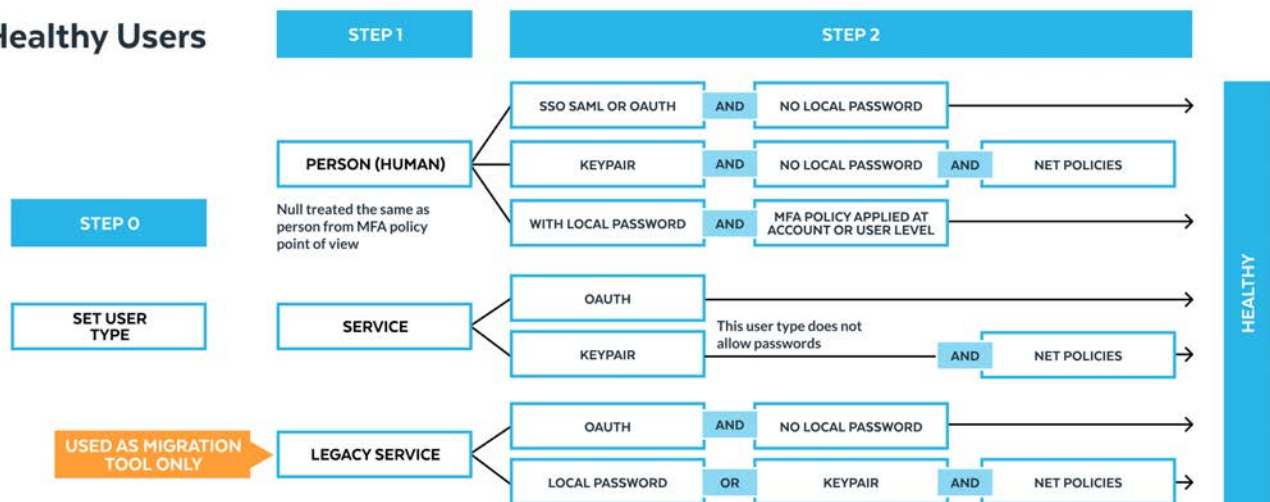 Healthy Users
STEP 1
STEP 2
SSO SAML OR OAUTH
AND
NO LOCAL PASSWORD
PERSON (HUMAN)
KEYPAIR
AND
NO LOCAL PASSWORD
AND
NET POLICIES
STEP 0
Null treated the same as
person from MFA policy
point of view
WITH LOCAL PASSWORD
AND
MFA POLICY APPLIED AT
ACCOUNT OR USER LEVEL
SET USER
TYPE
SERVICE
OAUTH
KEYPAIR
This user type does not
allow passwords
AND
NET POLICIES
USED AS MIGRATION
TOOL ONLY
LEGACY SERVICE
OAUTH
AND
NO LOCAL PASSWORD
LOCAL PASSWORD
OR
KEYPAIR
AND
NET POLICIES
HEALTHY